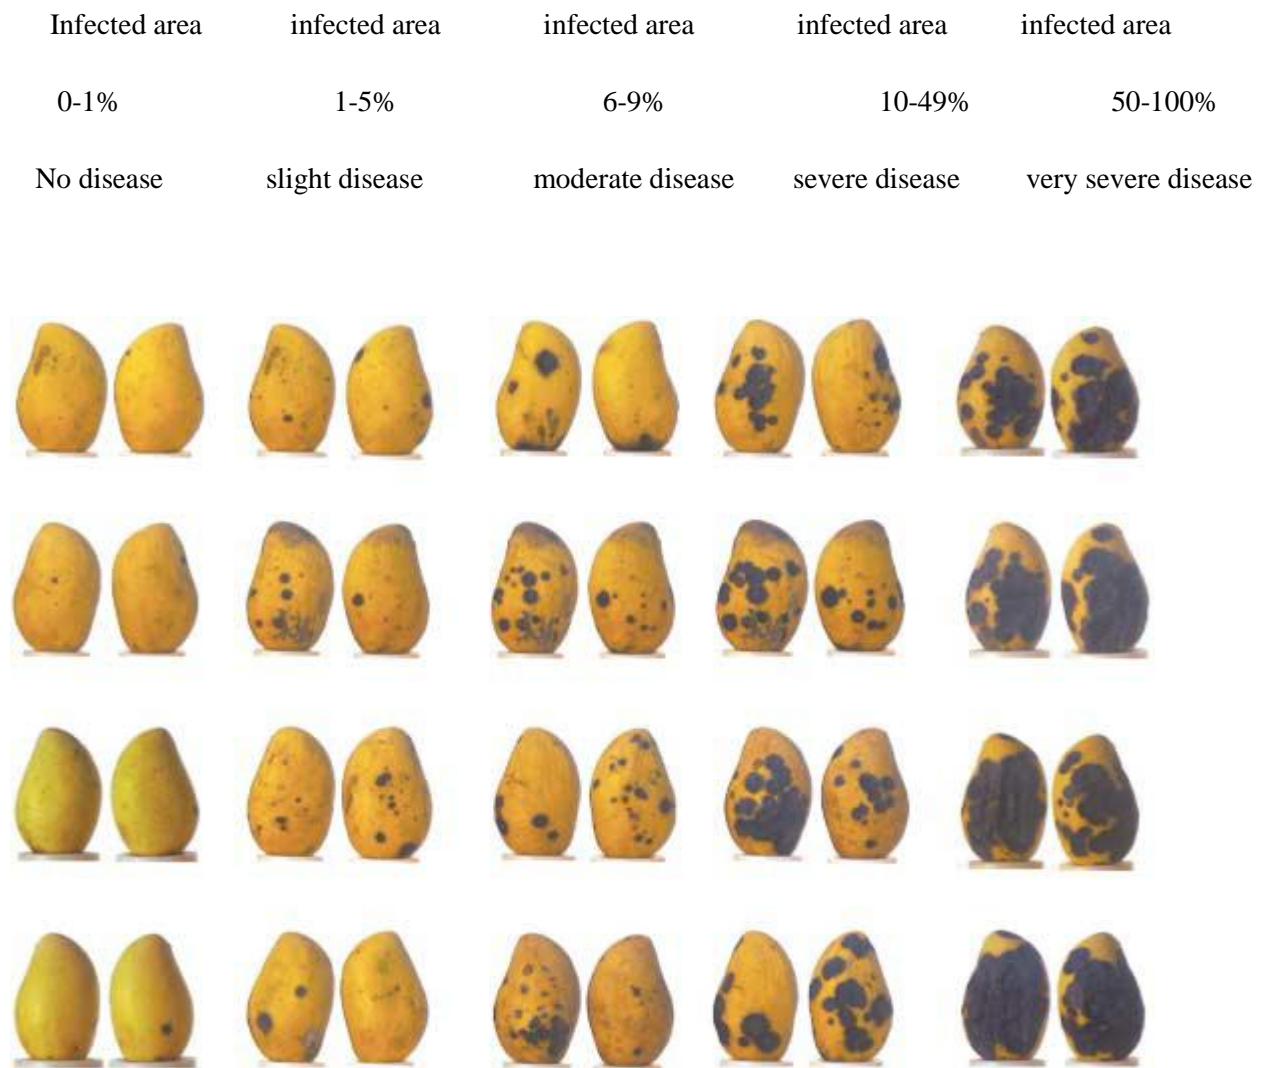 Infected area infected area infected area infected area infected area
0-1% 1-5% 6-9% 10-49% 50-100%
No disease slight disease moderate disease severe disease very severe disease